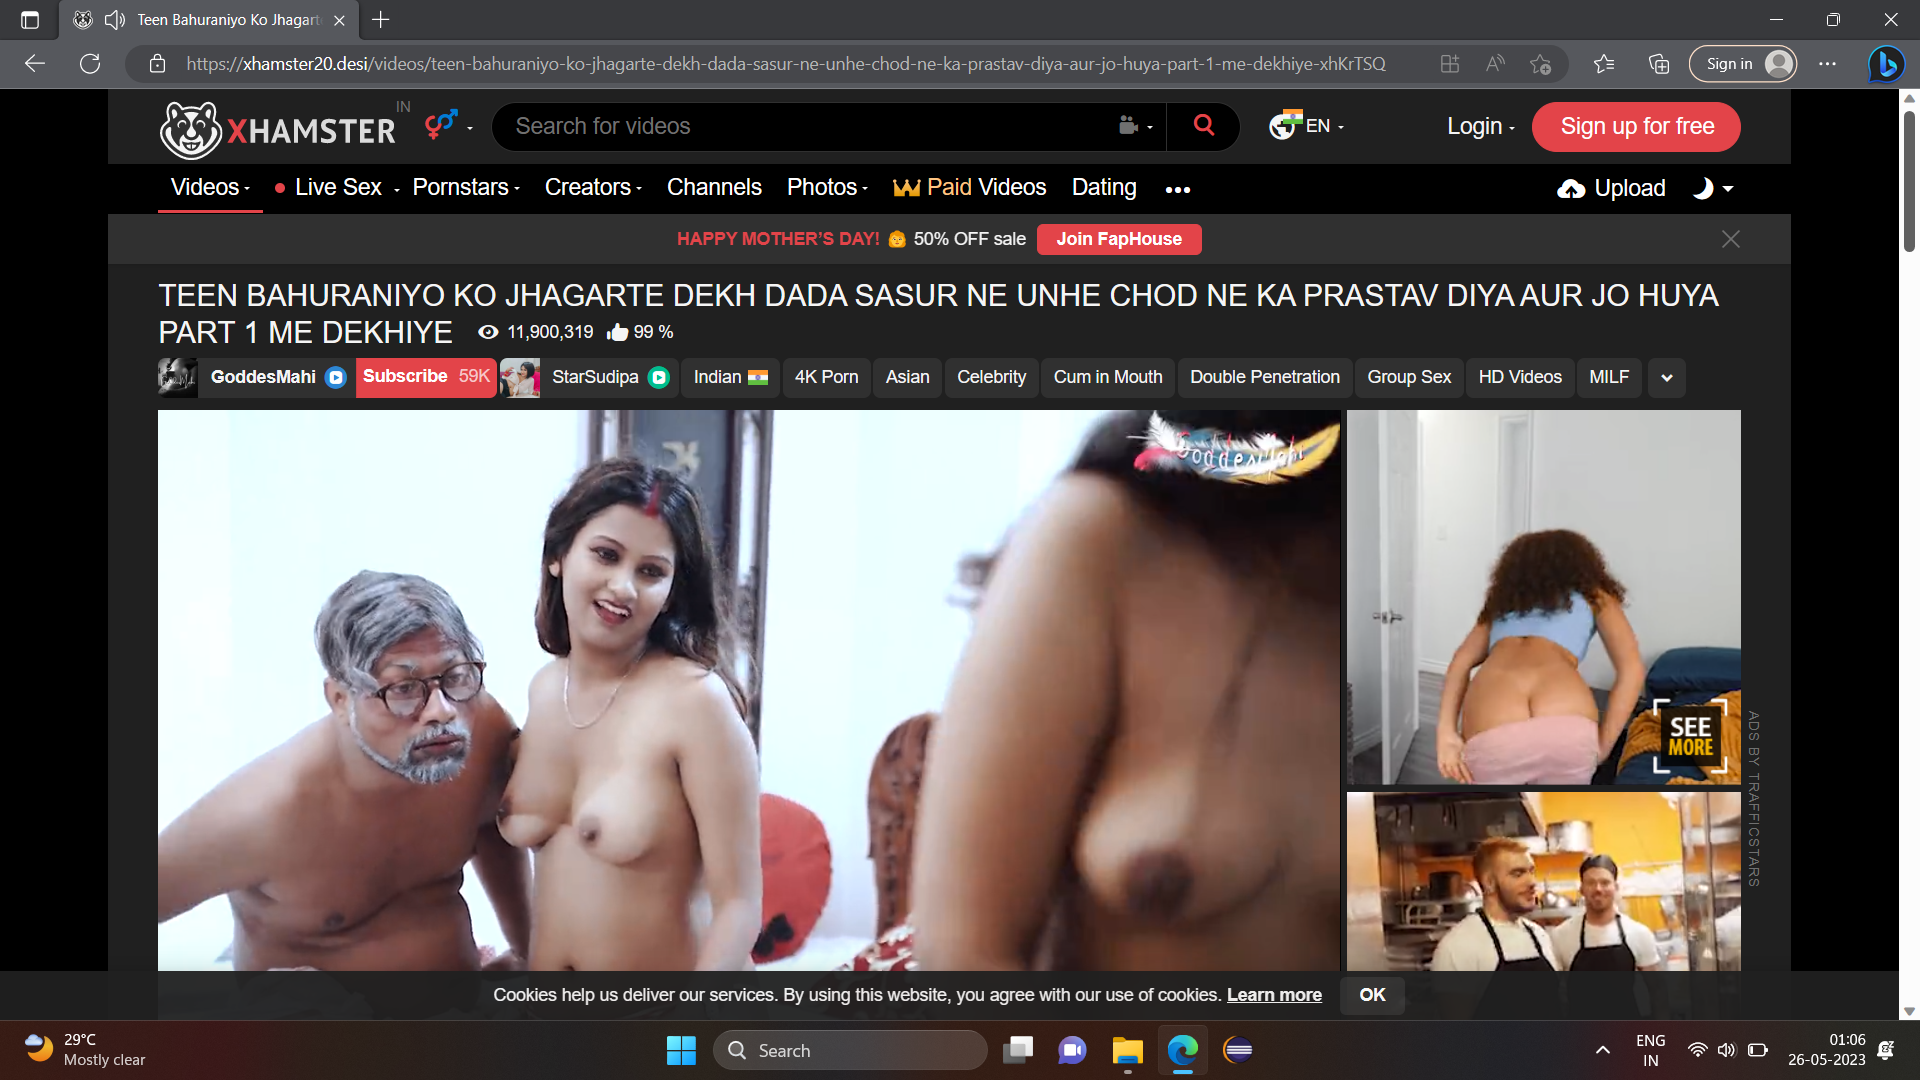 Teen Bahuraniyo Ko Jhagart
https://xhamster20.desi/videos/teen-bahuraniyo-ko-jhagarte-dekh-dada-sasur-ne-unhe-chod-ne-ka-prastav-diya-aur-jo-huya-part-1-me-dekhiye-xhKrTSQ
Sign in
XHAMSTER IN
Search for videos
EN
Login
Sign up for free
Videos Live Sex Pornstars Creators Channels Photos Paid Videos Dating
Upload
HAPPY MOTHER'S DAY! 50% OFF sale Join FapHouse
TEEN BAHURANIYO KO JHAGARTE DEKH DADA SASUR NE UNHE CHOD NE KA PRASTAV DIYA AUR JO HUYA
PART 1 ME DEKHIYE 11,900,319 99 %
GoddesMahi Subscribe 59K StarSudipa Indian 4K Porn Asian Celebrity Cum in Mouth Double Penetration Group Sex HD Videos MILF
GoddesMahi
SEE
MORE
ADS BY TRAFFICSTARS
Cookies help us deliver our services. By using this website, you agree with our use of cookies. Learn more OK
29°C
Mostly clear
Search
ENG
IN
01:06
26-05-2023